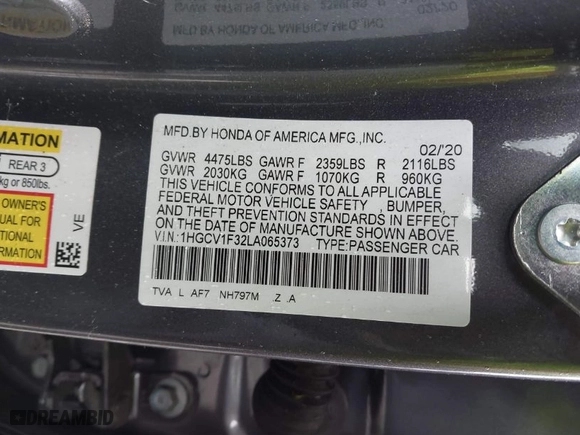 MFD.BY HONDA OF AMERICA MFG.,INC.
02/'20
GVWR 4475LBS GAWR F 2359LBS R 2116LBS
GVWR 2030KG GAWR F 1070KG R 960KG
THIS VEHICLE CONFORMS TO ALL APPLICABLE
FEDERAL MOTOR VEHICLE SAFETY , BUMPER,
AND THEFT PREVENTION STANDARDS IN EFFECT
ON THE DATE OF MANUFACTURE SHOWN ABOVE.
V.I.N.:1HGCV1F32LA065373 TYPE:PASSENGER CAR
TVA L AF7 NH797M .Z .A
MATION
REAR 3
kg or 850lbs.
OWNER'S
UAL FOR
TIONAL
MATION
VE
DREAMBID